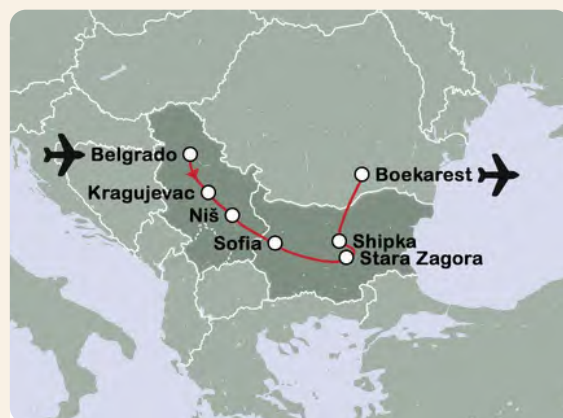 Belgrado
Boekarest
Kragujevac
Niš
Sofia
Shipka
Stara Zagora